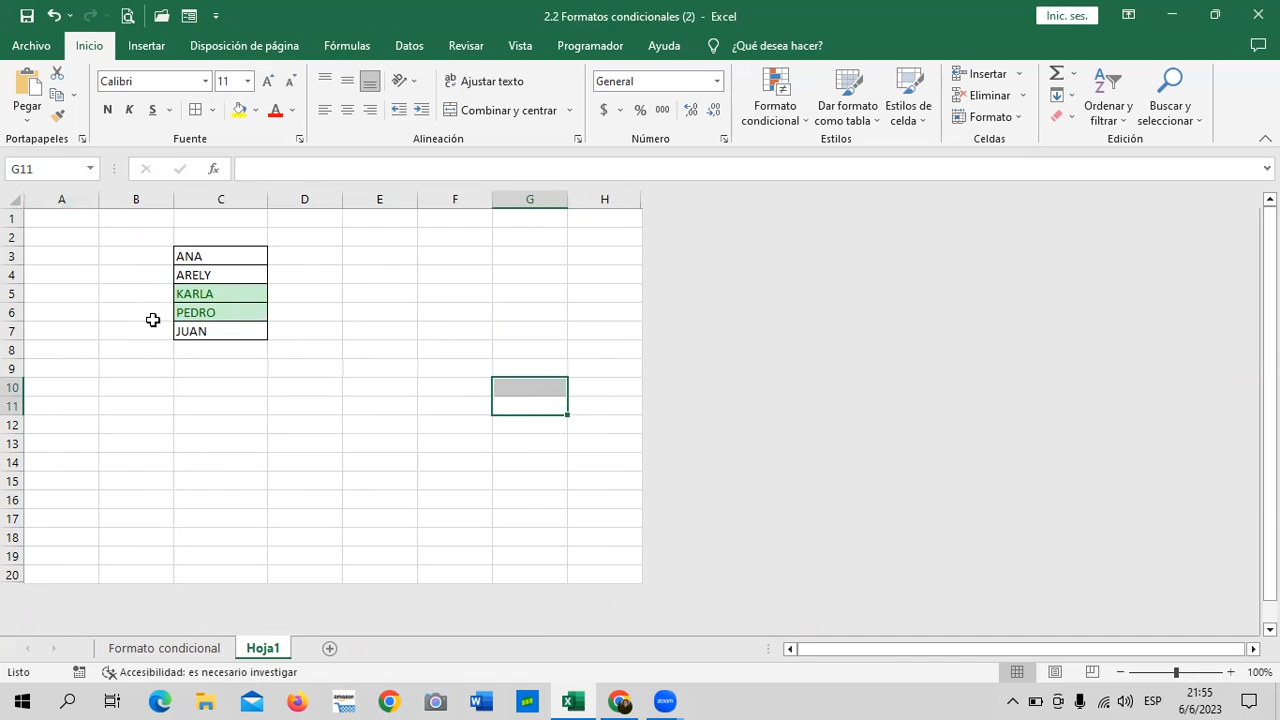 2.2 Formatos condicionales (2) - Excel
Inic. ses.
Archivo Inicio Insertar Disposición de página Fórmulas Datos Revisar Vista Programador Ayuda ¿Qué desea hacer?
Pegar
Portapapeles
Calibri 11
N K S
Fuente
Ajustar texto
Combinar y centrar
Alineación
General
$ % 000
Número
Formato condicional
Dar formato como tabla
Estilos de celda
Estilos
Insertar
Eliminar
Formato
Celdas
Ordenar y filtrar
Buscar y seleccionar
Edición
G11 fx
A B C D E F G H
1
2
3 ANA
4 ARELY
5 KARLA
6 PEDRO
7 JUAN
8
9
10
11
12
13
14
15
16
17
18
19
20
Formato condicional Hoja1
Listo Accesibilidad: es necesario investigar 100%
amazon
zoom
ESP
21:55
6/6/2023